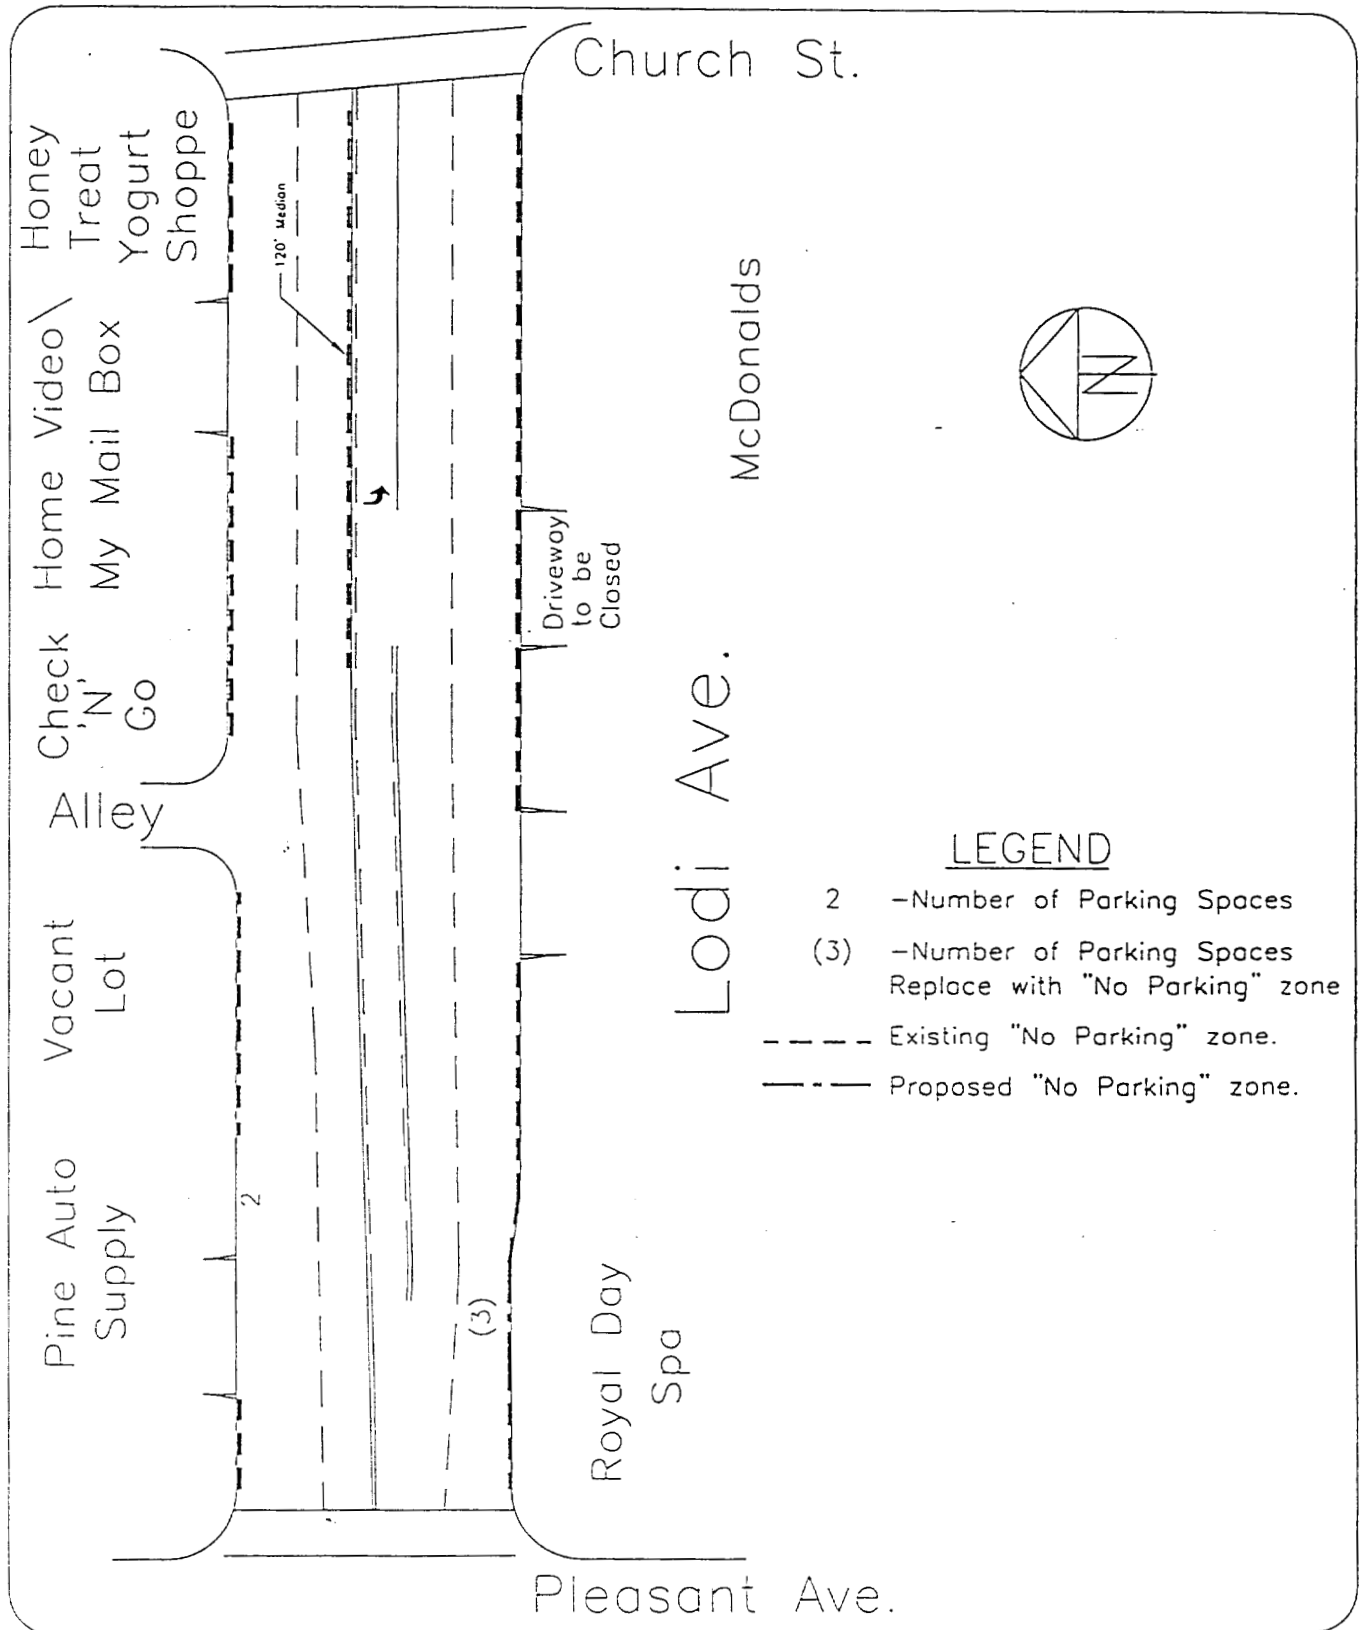 Church St.
Honey
Treat
Yogurt
Shoppe
120' Median
Home Video\
My Mail Box
McDonalds
N
Driveway
to be
Closed
Check
'N'
Go
Alley
Lodi Ave.
LEGEND
2 -Number of Parking Spaces
(3) -Number of Parking Spaces
Replace with "No Parking" zone
Existing "No Parking" zone.
Proposed "No Parking" zone.
Vacant
Lot
Pine Auto
Supply
2
(3)
Royal Day
Spa
Pleasant Ave.